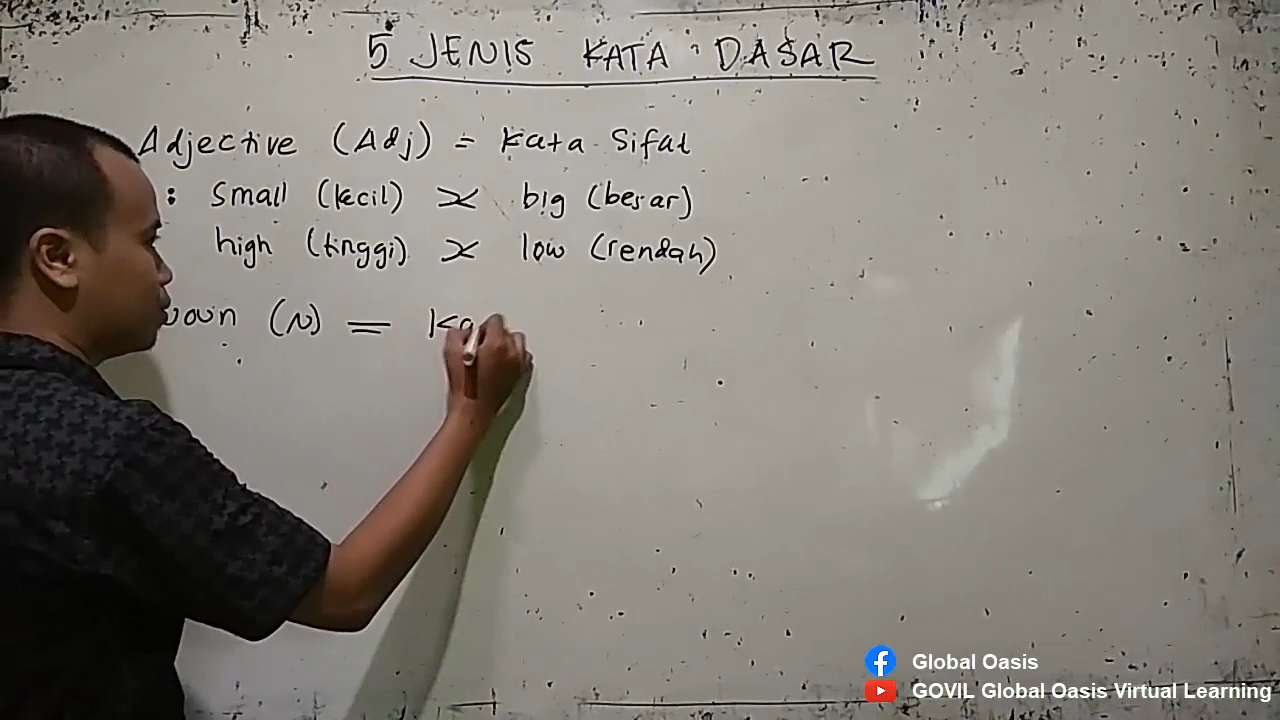 5 JENIS KATA DASAR
Adjective (Adj) = Kata Sifat
: Small (kecil) >< big (besar)
high (tinggi) >< low (rendah)
noun (N) = Ka
Global Oasis
GOVIL Global Oasis Virtual Learning